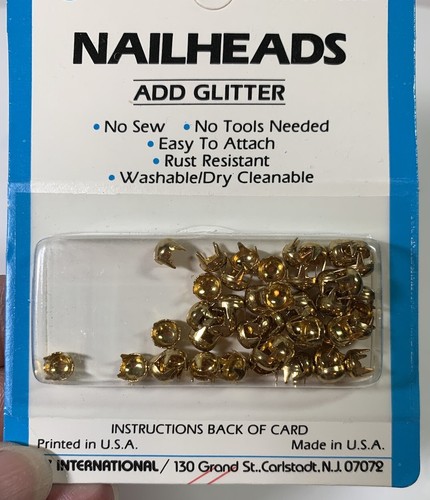 NAILHEADS
ADD GLITTER
• No Sew • No Tools Needed
• Easy To Attach
• Rust Resistant
• Washable/Dry Cleanable
INSTRUCTIONS BACK OF CARD
Printed in U.S.A. Made in U.S.A.
INTERNATIONAL / 130 Grand St., Carlstadt, N.J. 07072